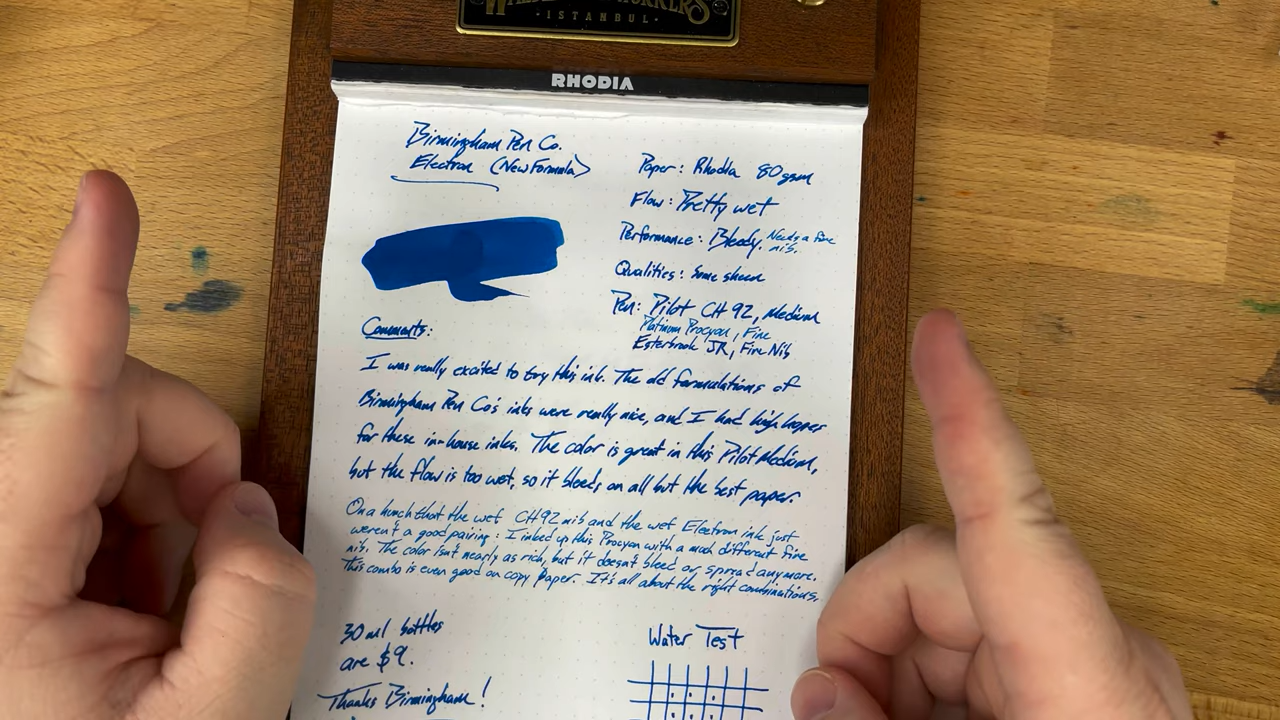 ISTANBUL
RHODIA
Birmingham Pen Co.
Electron (New Formula)
Paper: Rhodia 80 gsm
Flow: Pretty wet
Performance: Bleedy. Needs a fine
nib.
Qualities: Some sheen
Pen: Pilot CH 92, Medium
Platinum Procyon, Fine
Esterbrook JR, Fine Nib
Comments:
I was really excited to try this ink. The old formulations of
Birmingham Pen Co's inks were really nice, and I had high hopes
for these in-house inks. The color is great in this Pilot Medium,
but the flow is too wet, so it bleeds on all but the best paper.
On a hunch that the wet CH92 nib and the wet Electron ink just
weren't a good pairing: I inked up this Procyon with a much different fine
nib. The color isn't nearly as rich, but it doesn't bleed or spread anymore.
This combo is even good on copy paper. It's all about the right combinations.
30 ml bottles
are $9.
Thanks Birmingham!
Water Test